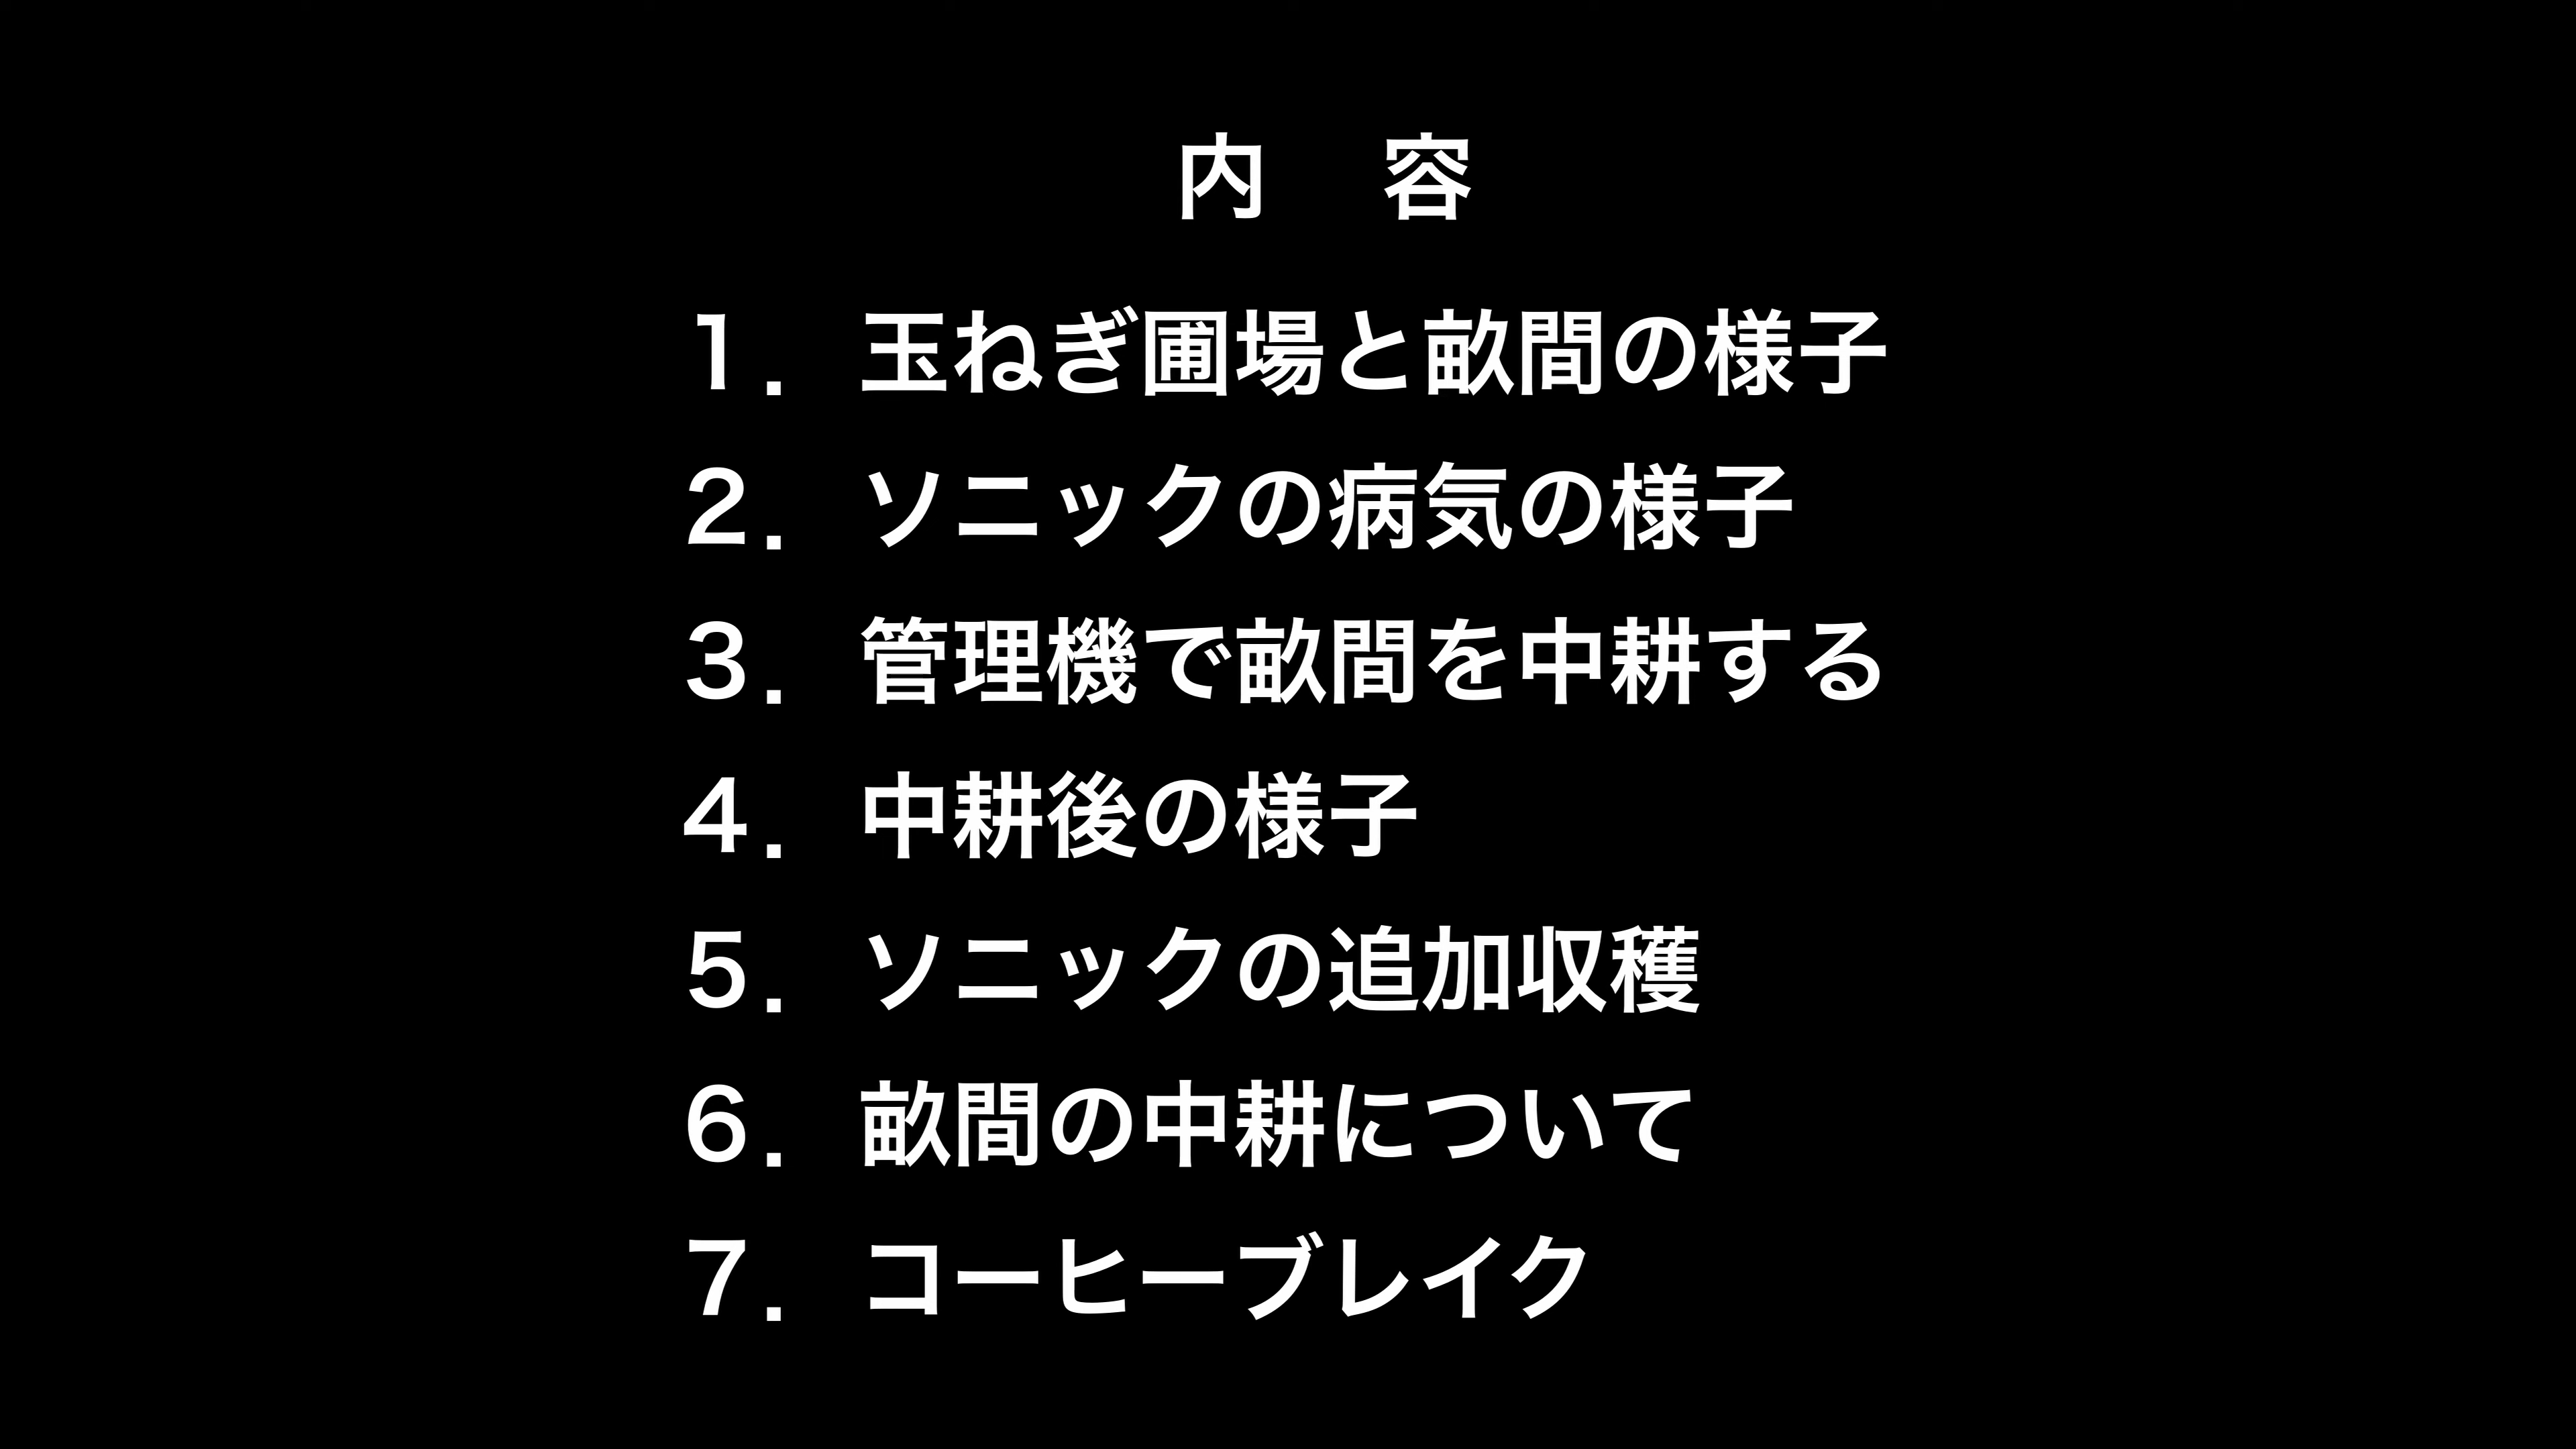 内　容
１．玉ねぎ圃場と畝間の様子
２．ソニックの病気の様子
３．管理機で畝間を中耕する
４．中耕後の様子
５．ソニックの追加収穫
６．畝間の中耕について
７．コーヒーブレイク